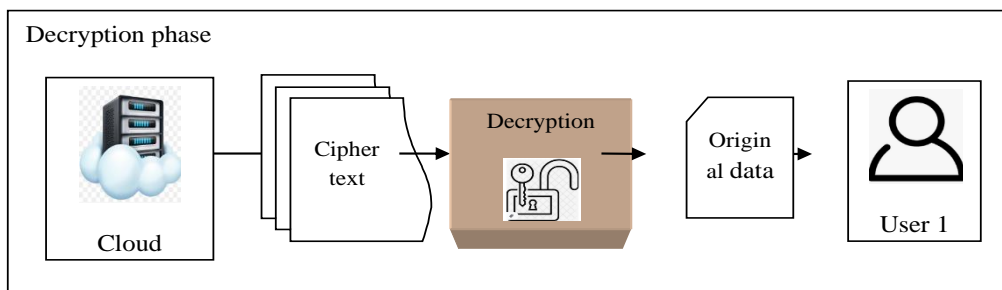 Decryption phase
Cloud
Cipher
text
Decryption
Origin
al data
User 1